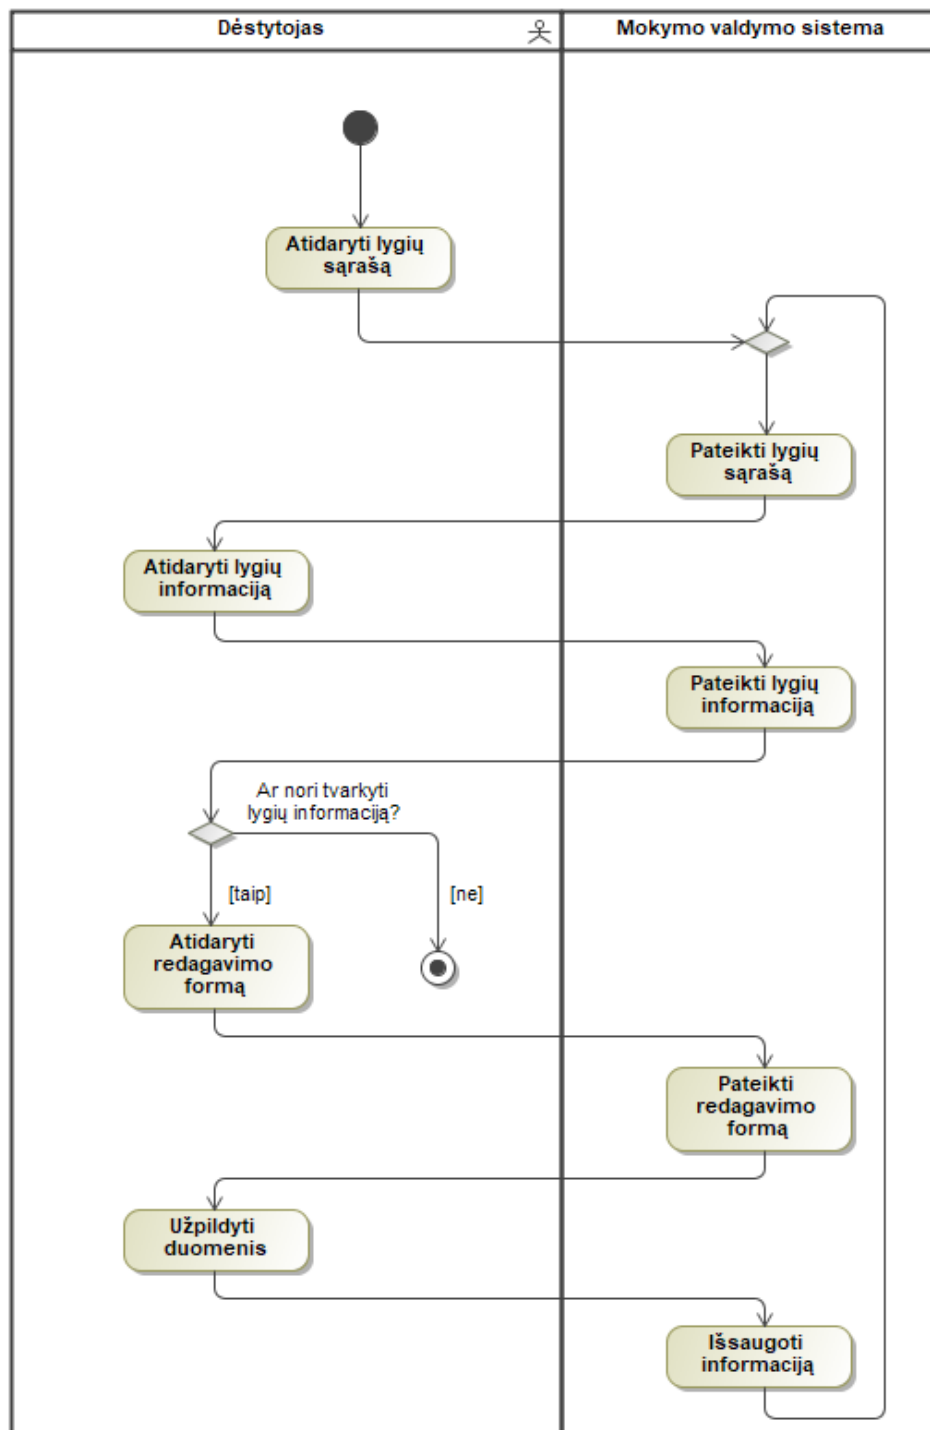 Dėstytojas
Mokymo valdymo sistema
Atidaryti lygių
sąrašą
Pateikti lygių
sąrašą
Atidaryti lygių
informaciją
Pateikti lygių
informaciją
Ar nori tvarkyti
lygių informaciją?
[taip]
[ne]
Atidaryti
redagavimo
formą
Pateikti
redagavimo
formą
Užpildyti
duomenis
Išsaugoti
informaciją